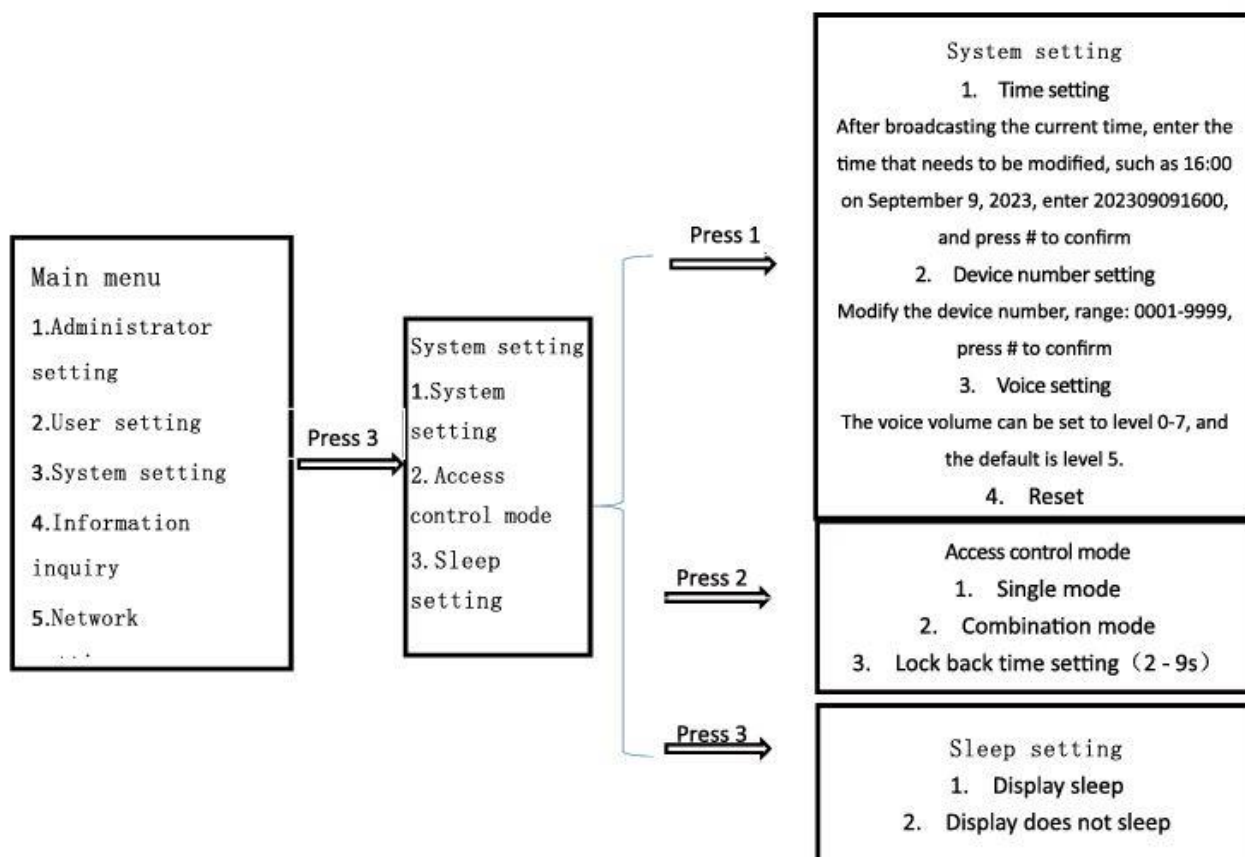 Main menu
1.Administrator
setting
2.User setting
3.System setting
4.Information
inquiry
5.Network
Press 3
System setting
1.System
setting
2.Access
control mode
3.Sleep
setting
Press 1
System setting
1. Time setting
After broadcasting the current time, enter the
time that needs to be modified, such as 16:00
on September 9, 2023, enter 202309091600,
and press # to confirm
2. Device number setting
Modify the device number, range: 0001-9999,
press # to confirm
3. Voice setting
The voice volume can be set to level 0-7, and
the default is level 5.
4. Reset
Press 2
Access control mode
1. Single mode
2. Combination mode
3. Lock back time setting（2 - 9s）
Press 3
Sleep setting
1. Display sleep
2. Display does not sleep